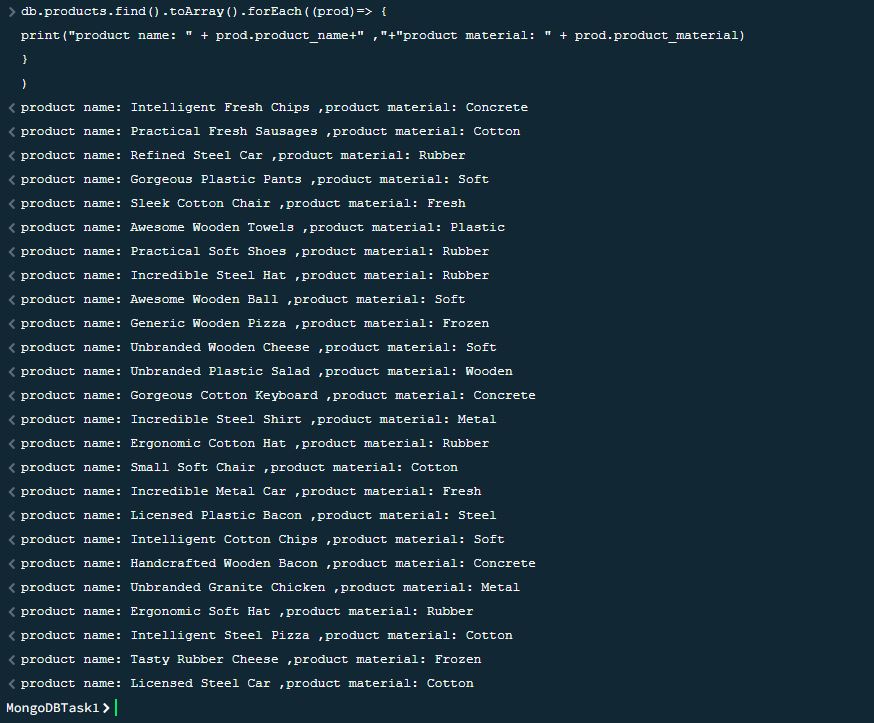 > db.products.find().toArray().forEach((prod)=> {
print("product name: " + prod.product_name+" ,"+"product material: " + prod.product_material)
}
)
< product name: Intelligent Fresh Chips ,product material: Concrete
< product name: Practical Fresh Sausages ,product material: Cotton
< product name: Refined Steel Car ,product material: Rubber
< product name: Gorgeous Plastic Pants ,product material: Soft
< product name: Sleek Cotton Chair ,product material: Fresh
< product name: Awesome Wooden Towels ,product material: Plastic
< product name: Practical Soft Shoes ,product material: Rubber
< product name: Incredible Steel Hat ,product material: Rubber
< product name: Awesome Wooden Ball ,product material: Soft
< product name: Generic Wooden Pizza ,product material: Frozen
< product name: Unbranded Wooden Cheese ,product material: Soft
< product name: Unbranded Plastic Salad ,product material: Wooden
< product name: Gorgeous Cotton Keyboard ,product material: Concrete
< product name: Incredible Steel Shirt ,product material: Metal
< product name: Ergonomic Cotton Hat ,product material: Rubber
< product name: Small Soft Chair ,product material: Cotton
< product name: Incredible Metal Car ,product material: Fresh
< product name: Licensed Plastic Bacon ,product material: Steel
< product name: Intelligent Cotton Chips ,product material: Soft
< product name: Handcrafted Wooden Bacon ,product material: Concrete
< product name: Unbranded Granite Chicken ,product material: Metal
< product name: Ergonomic Soft Hat ,product material: Rubber
< product name: Intelligent Steel Pizza ,product material: Cotton
< product name: Tasty Rubber Cheese ,product material: Frozen
< product name: Licensed Steel Car ,product material: Cotton
MongoDBTask1>